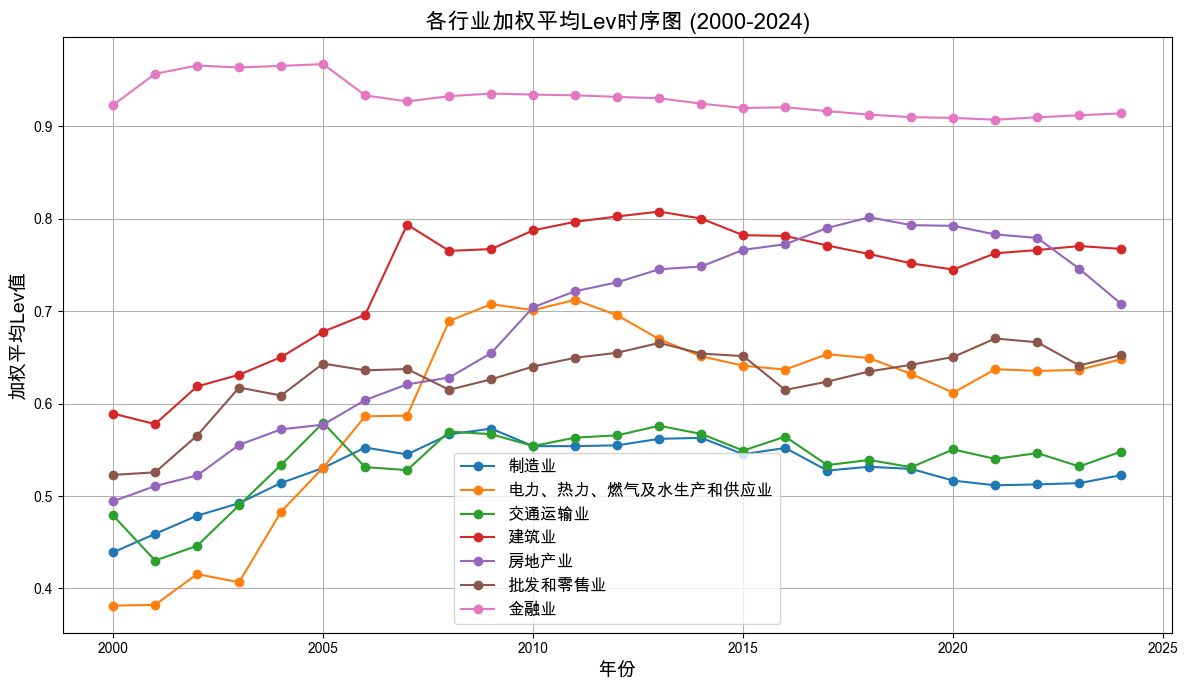 各行业加权平均Lev时序图 (2000-2024)
加权平均Lev值
0.9
0.8
0.7
0.6
0.5
0.4
制造业
电力、热力、燃气及水生产和供应业
交通运输业
建筑业
房地产业
批发和零售业
金融业
2000
2005
2010
2015
2020
2025
年份